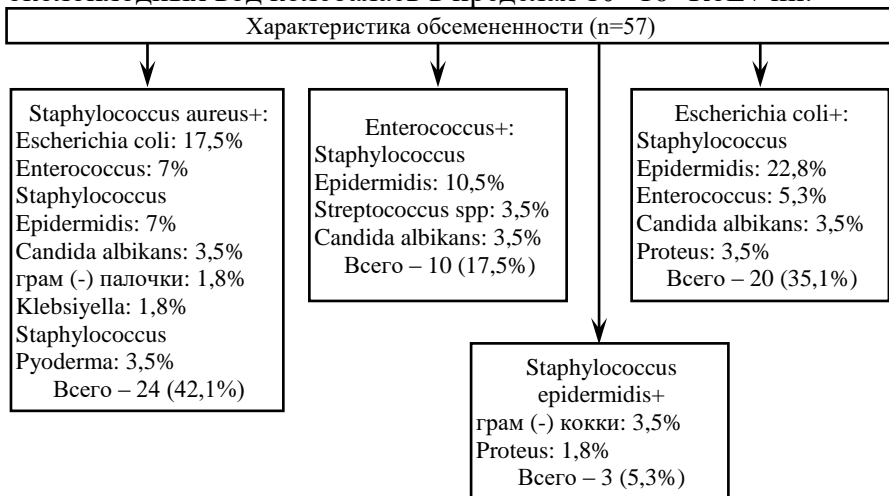 Характеристика обсемененности (n=57)
Staphylococcus aureus+:
Escherichia coli: 17,5%
Enterococcus: 7%
Staphylococcus
Epidermidis: 7%
Candida albikans: 3,5%
грам (-) палочки: 1,8%
Klebsiyella: 1,8%
Staphylococcus
Pyoderma: 3,5%
Всего – 24 (42,1%)
Enterococcus+:
Staphylococcus
Epidermidis: 10,5%
Streptococcus spp: 3,5%
Candida albikans: 3,5%
Всего – 10 (17,5%)
Escherichia coli+:
Staphylococcus
Epidermidis: 22,8%
Enterococcus: 5,3%
Candida albikans: 3,5%
Proteus: 3,5%
Всего – 20 (35,1%)
Staphylococcus
epidermidis+
грам (-) кокки: 3,5%
Proteus: 1,8%
Всего – 3 (5,3%)